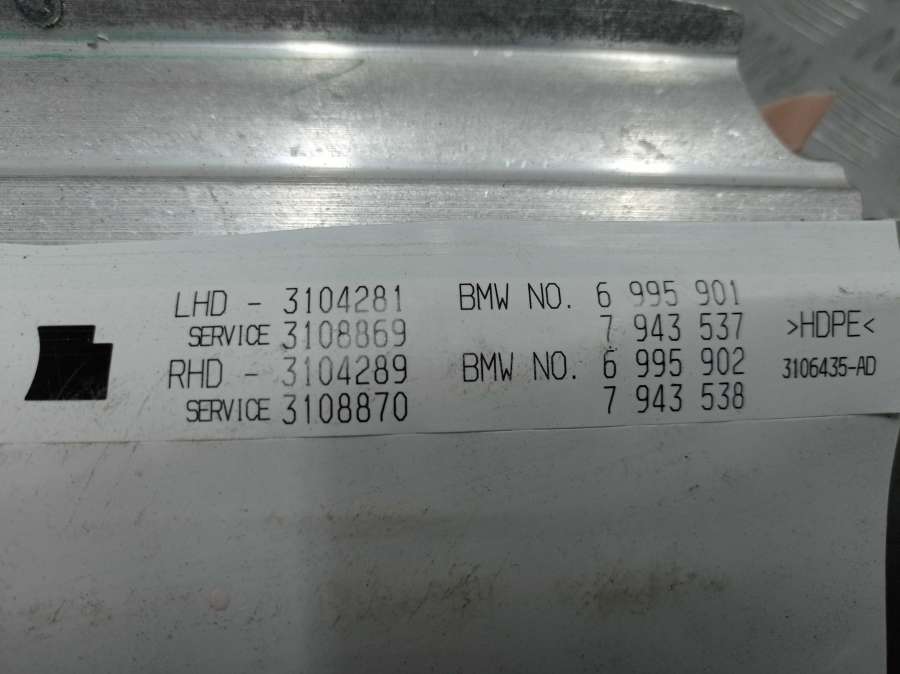 LHD - 3104281 BMW NO. 6 995 901
SERVICE 3108869 7 943 537 >HDPE<
RHD - 3104289 BMW NO. 6 995 902 3106435-AD
SERVICE 3108870 7 943 538